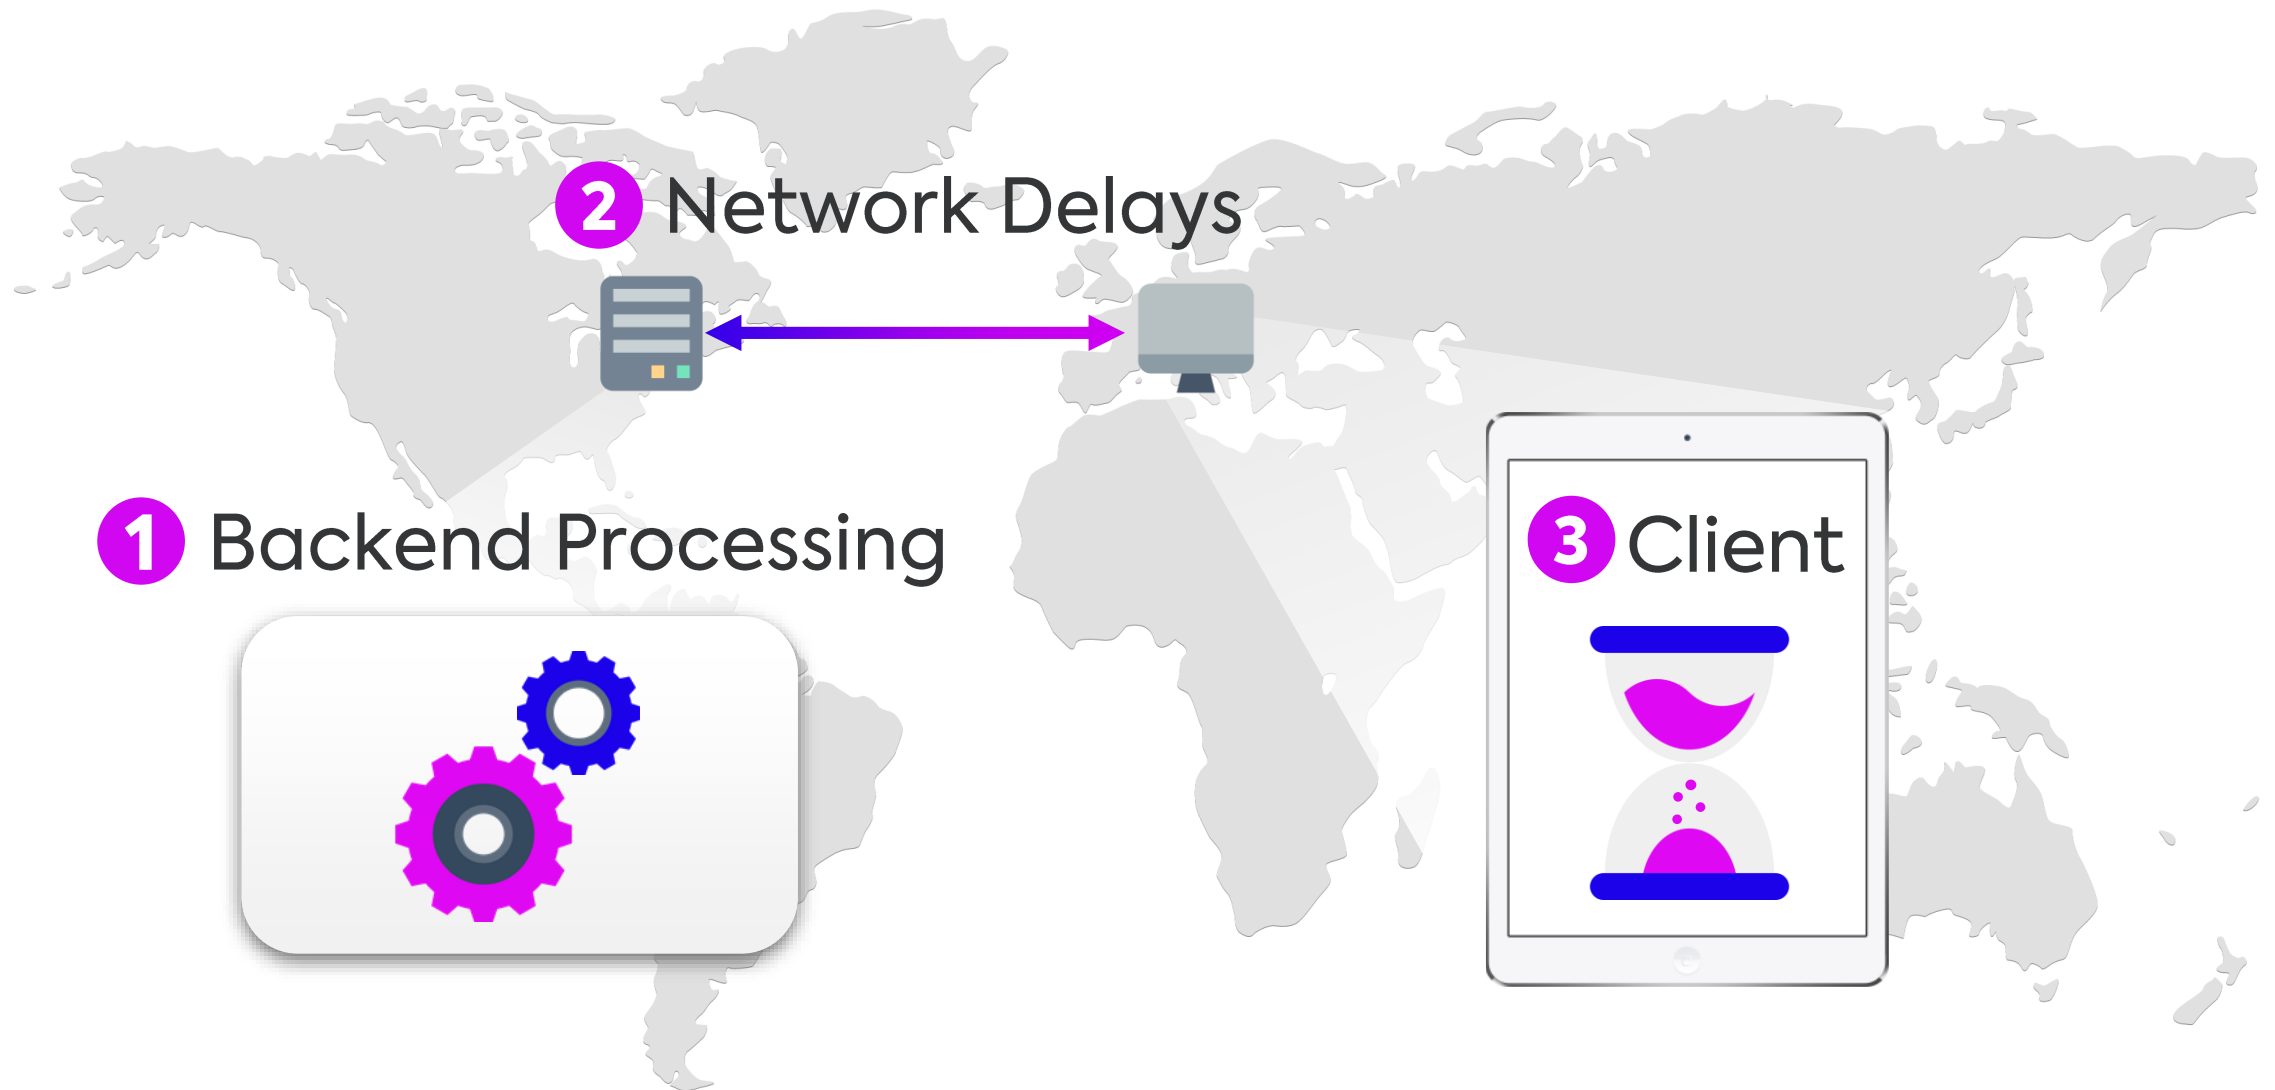 2 Network Delays
1 Backend Processing
3 Client